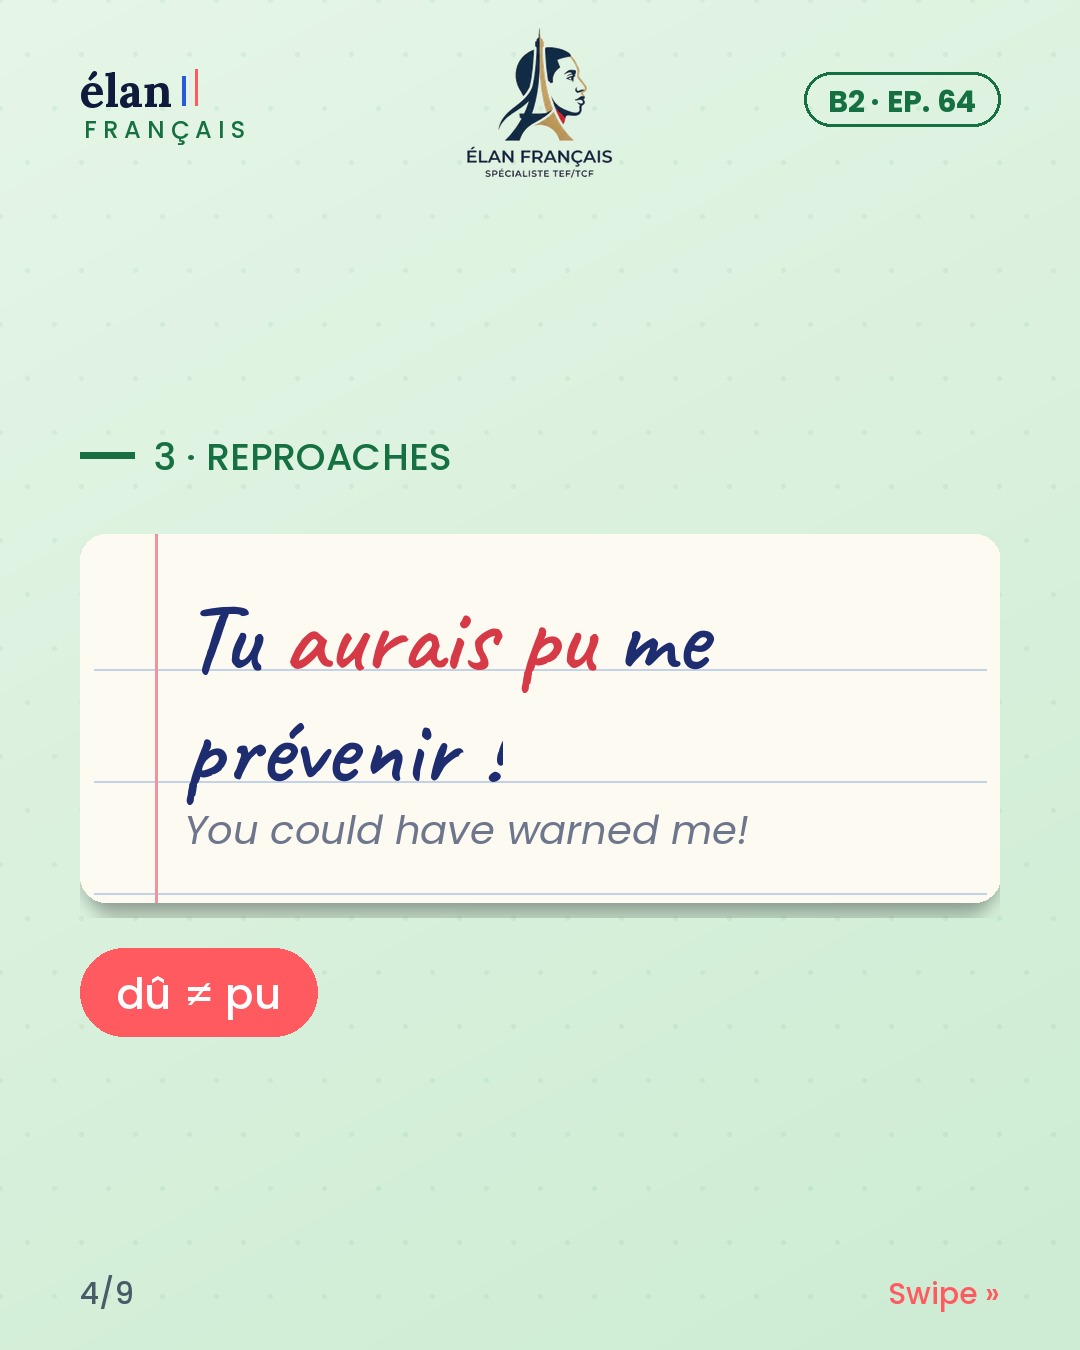 élan
FRANÇAIS
ÉLAN FRANÇAIS
SPÉCIALISTE TEF/TCF
B2 · EP. 64
3 · REPROACHES
Tu aurais pu me
prévenir !
You could have warned me!
dû ≠ pu
4/9
Swipe »